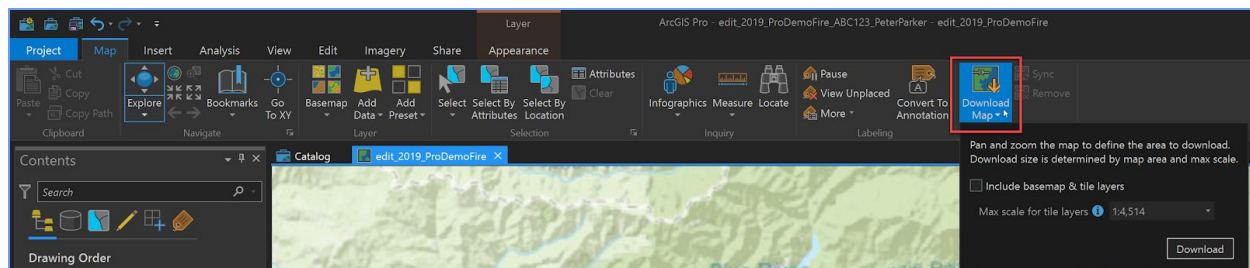 Layer
ArcGIS Pro - edit_2019_ProDemoFire_ABC123_PeterParker - edit_2019_ProDemoFire
Project Map Insert Analysis View Edit Imagery Share Appearance
Paste
Cut
Copy
Copy Path
Clipboard
Explore
Bookmarks
Go
To XY
Navigate
Basemap
Add
Data
Add
Preset
Layer
Select
Select By
Attributes
Select By
Location
Attributes
Clear
Selection
Infographics
Measure
Locate
Inquiry
Pause
View Unplaced
More
Convert To
Annotation
Labeling
Download
Map
Sync
Remove
Pan and zoom the map to define the area to download.
Download size is determined by map area and max scale.
Include basemap & tile layers
Max scale for tile layers 1:4,514
Download
Contents
Search
Drawing Order
Catalog
edit_2019_ProDemoFire